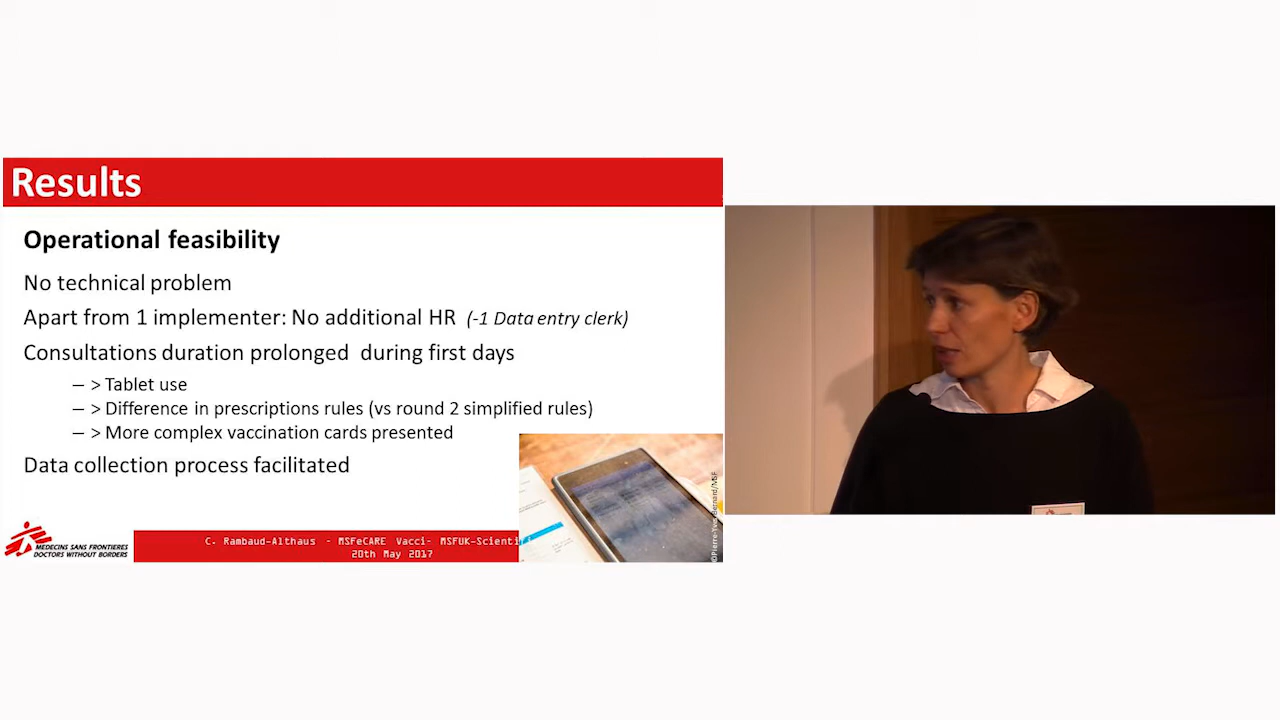 Results
Operational feasibility
No technical problem
Apart from 1 implementer: No additional HR (-1 Data entry clerk)
Consultations duration prolonged during first days
– > Tablet use
– > Difference in prescriptions rules (vs round 2 simplified rules)
– > More complex vaccination cards presented
Data collection process facilitated
MEDECINS SANS FRONTIERES
DOCTORS WITHOUT BORDERS
C. Rambaud-Althaus - MSFeCARE Vacci- MSFUK-Scientif
20th May 2017